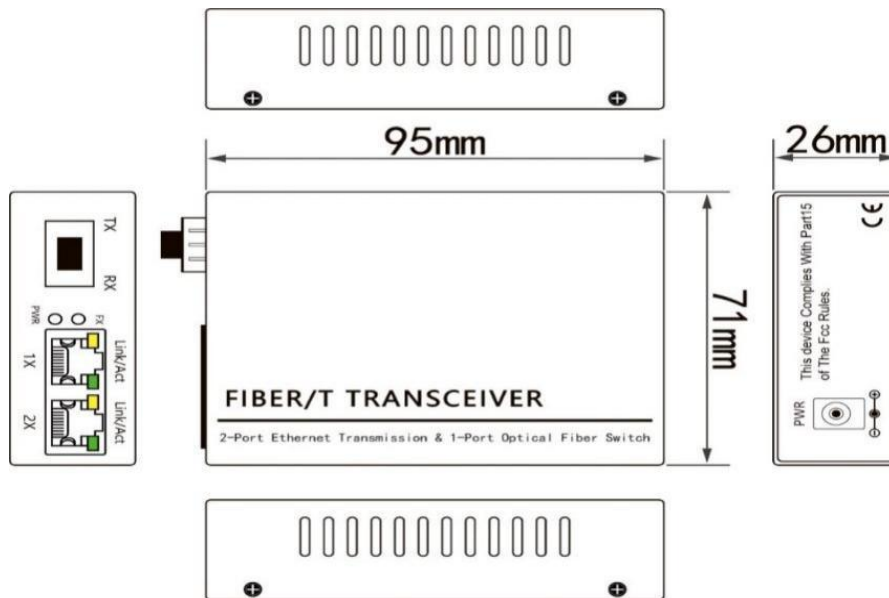 95mm
26mm
TX
RX
PWR
FX
1X
Link/Act
2X
Link/Act
71mm
FIBER/T TRANSCEIVER
2-Port Ethernet Transmission & 1-Port Optical Fiber Switch
CE
This device Complies With Part15
of The Fcc Rules.
PWR